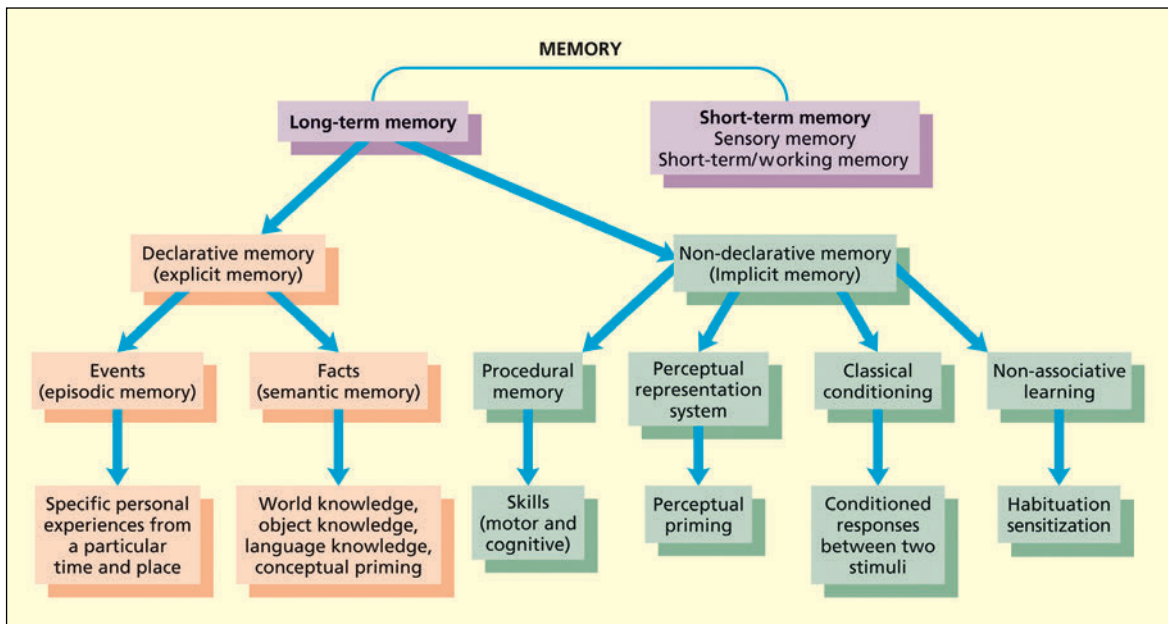 MEMORY
Long-term memory
Short-term memory
Sensory memory
Short-term/working memory
Declarative memory
(explicit memory)
Non-declarative memory
(Implicit memory)
Events
(episodic memory)
Facts
(semantic memory)
Procedural
memory
Perceptual
representation
system
Classical
conditioning
Non-associative
learning
Specific personal
experiences from
a particular
time and place
World knowledge,
object knowledge,
language knowledge,
conceptual priming
Skills
(motor and
cognitive)
Perceptual
priming
Conditioned
responses
between two
stimuli
Habituation
sensitization